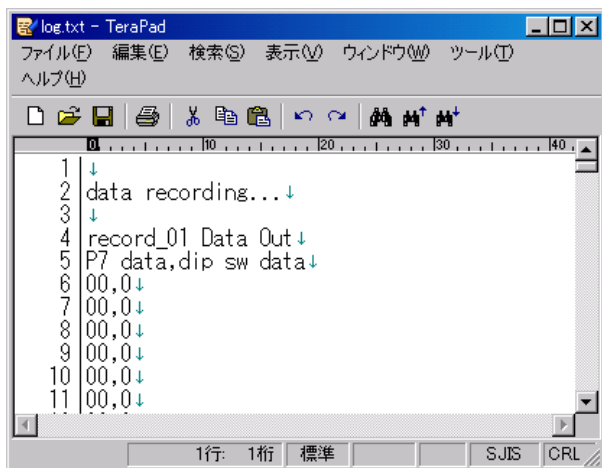 log.txt - TeraPad
ファイル(F) 編集(E) 検索(S) 表示(V) ウィンドウ(W) ツール(T)
ヘルプ(H)
0 10 20 30 40
1 ↓
2 data recording...↓
3 ↓
4 record_01 Data Out↓
5 P7 data,dip sw data↓
6 00,0↓
7 00,0↓
8 00,0↓
9 00,0↓
10 00,0↓
11 00,0↓
1行: 1桁 標準 SJIS CRL